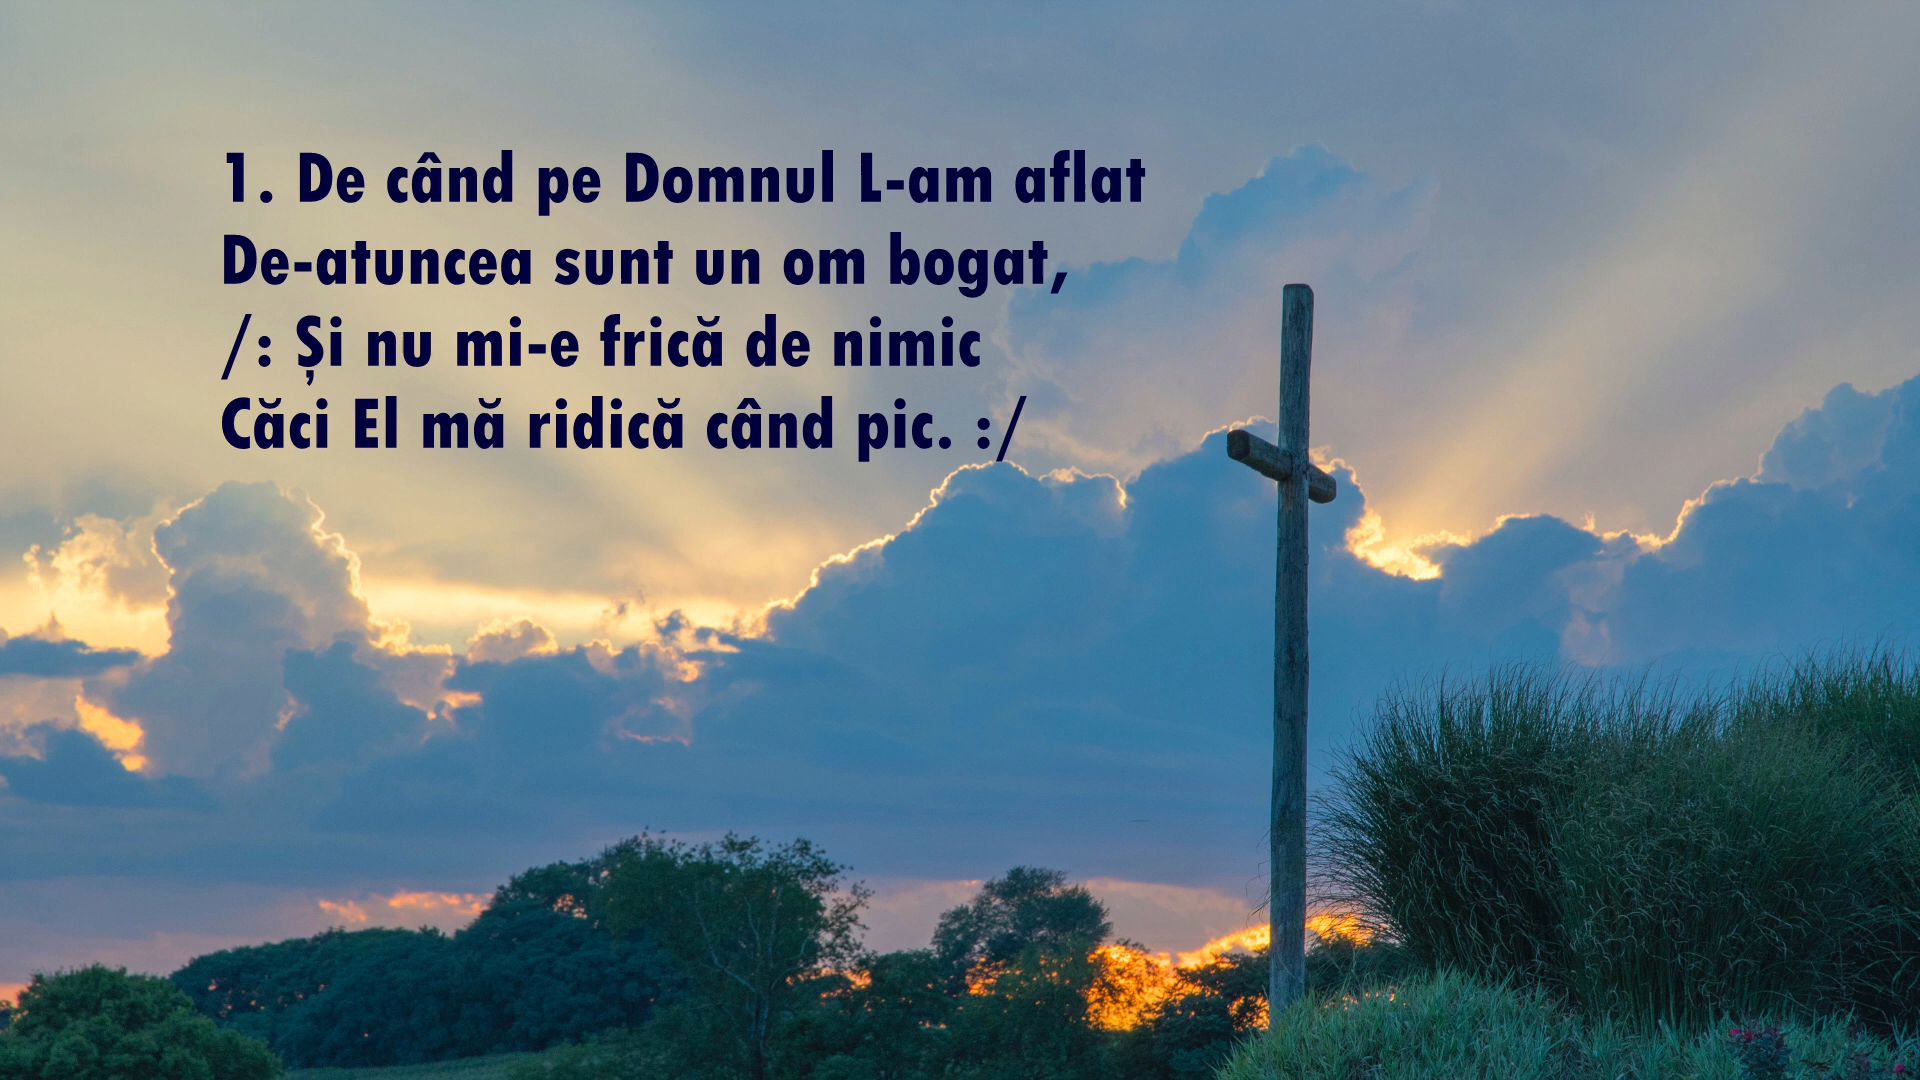 1. De când pe Domnul L-am aflat
De-atuncea sunt un om bogat,
/: Și nu mi-e frică de nimic
Căci El mă ridică când pic. :/